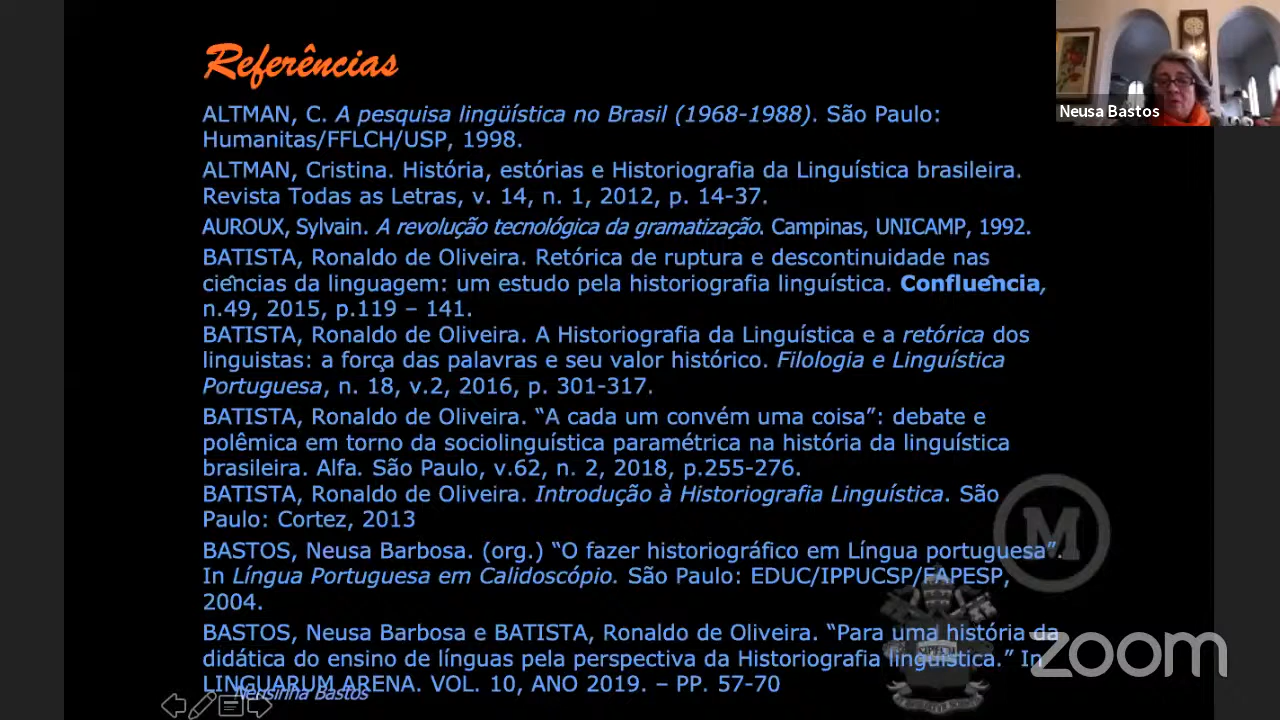 Referências
ALTMAN, C. A pesquisa lingüística no Brasil (1968-1988). São Paulo:
Humanitas/FFLCH/USP, 1998.
ALTMAN, Cristina. História, estórias e Historiografia da Linguística brasileira.
Revista Todas as Letras, v. 14, n. 1, 2012, p. 14-37.
AUROUX, Sylvain. A revolução tecnológica da gramatização. Campinas, UNICAMP, 1992.
BATISTA, Ronaldo de Oliveira. Retórica de ruptura e descontinuidade nas
ciências da linguagem: um estudo pela historiografia linguística. Confluência,
n.49, 2015, p.119 – 141.
BATISTA, Ronaldo de Oliveira. A Historiografia da Linguística e a retórica dos
linguistas: a força das palavras e seu valor histórico. Filologia e Linguística
Portuguesa, n. 18, v.2, 2016, p. 301-317.
BATISTA, Ronaldo de Oliveira. “A cada um convém uma coisa”: debate e
polêmica em torno da sociolinguística paramétrica na história da linguística
brasileira. Alfa. São Paulo, v.62, n. 2, 2018, p.255-276.
BATISTA, Ronaldo de Oliveira. Introdução à Historiografia Linguística. São
Paulo: Cortez, 2013
BASTOS, Neusa Barbosa. (org.) “O fazer historiográfico em Língua portuguesa”.
In Língua Portuguesa em Calidoscópio. São Paulo: EDUC/IPPUCSP/FAPESP,
2004.
BASTOS, Neusa Barbosa e BATISTA, Ronaldo de Oliveira. “Para uma história da
didática do ensino de línguas pela perspectiva da Historiografia linguística.” In
LINGUARUM ARENA. VOL. 10, ANO 2019. – PP. 57-70
Neusinha Bastos
Neusa Bastos
M
zoom